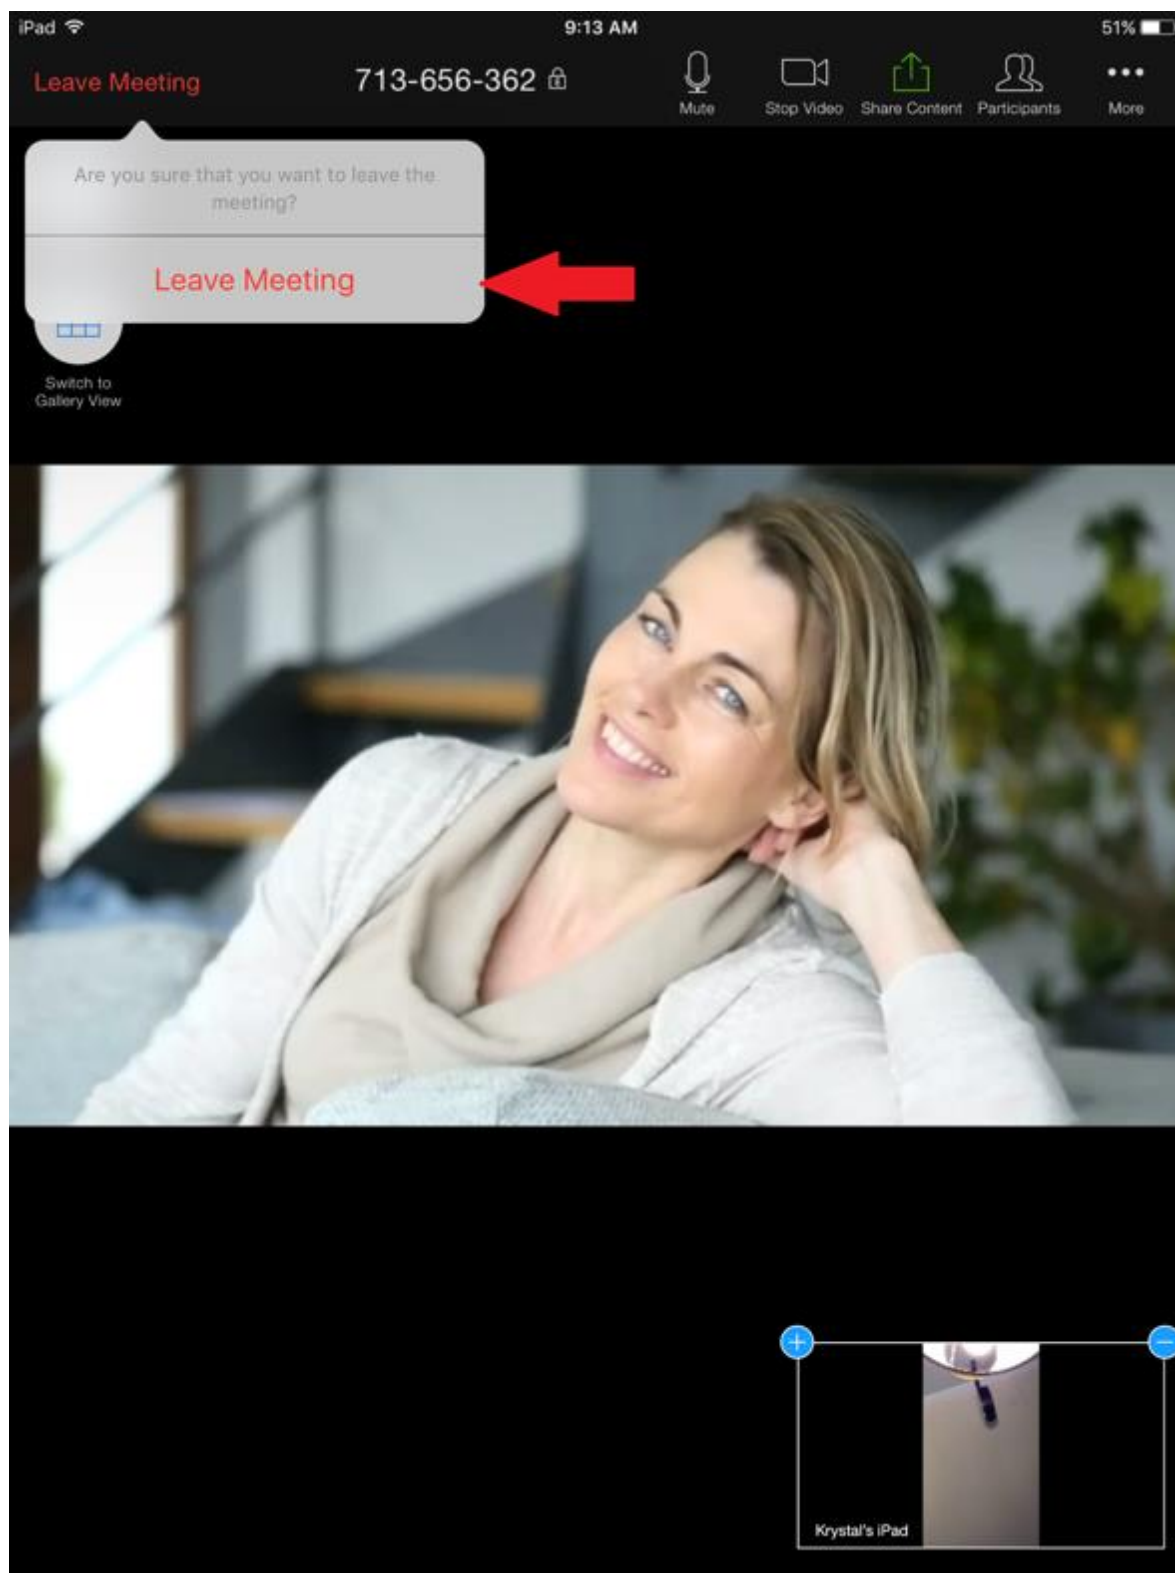 iPad
9:13 AM
51%
Leave Meeting
713-656-362
Mute
Stop Video
Share Content
Participants
More
Are you sure that you want to leave the
meeting?
Leave Meeting
Switch to
Gallery View
Krystal's iPad